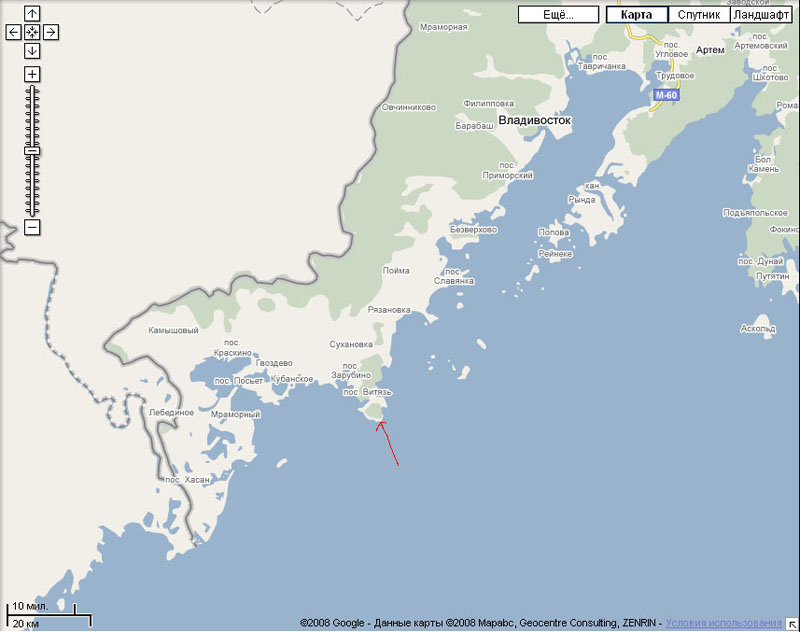 Заводской
Ещё...
Карта
Спутник
Ландшафт
Мраморная
пос.
Угловое
Артем
пос.
Артемовский
пос.
Тавричанка
Трудовое
пос.
Шкотово
М-60
Овчинниково
Филипповка
Рома
Владивосток
Барабаш
Бол
Камень
пос.
Приморский
кан.
Рында
Подъяпольское
Безверхово
Попова
Фокино
Рейнеке
пос. Дунай
Пойма
пос.
Славянка
Путятин
Рязановка
Аскольд
Камышовый
пос.
Краскино
Сухановка
Гвоздево
пос.
Зарубино
пос. Посьет
Кубанское
пос. Витязь
Лебединое
Мраморный
пос. Хасан
10 мил.
20 км
©2008 Google - Данные карты ©2008 Mapabc, Geocentre Consulting, ZENRIN - Условия использования